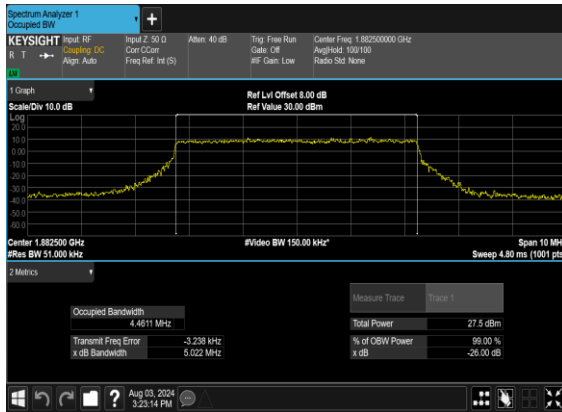 Spectrum Analyzer 1
Occupied BW
KEYSIGHT
R T
Input: RF
Coupling: DC
Align: Auto
Input Z: 50 Ω
Corr CCorr
Freq Ref: Int (S)
Atten: 40 dB
Trig: Free Run
Gate: Off
#IF Gain: Low
Center Freq: 1.882500000 GHz
Avg|Hold: 100/100
Radio Std: None
1 Graph
Scale/Div 10.0 dB
Ref Lvl Offset 8.00 dB
Ref Value 30.00 dBm
Log
20.0
10.0
0.00
-10.0
-20.0
-30.0
-40.0
-50.0
-60.0
Center 1.882500 GHz
#Res BW 51.000 kHz
#Video BW 150.00 kHz*
Span 10 MH
Sweep 4.80 ms (1001 pts
2 Metrics
Measure Trace
Trace 1
Occupied Bandwidth
4.4611 MHz
Total Power
27.5 dBm
Transmit Freq Error
-3.238 kHz
% of OBW Power
99.00 %
x dB Bandwidth
5.022 MHz
x dB
-26.00 dB
Aug 03, 2024
3:23:14 PM